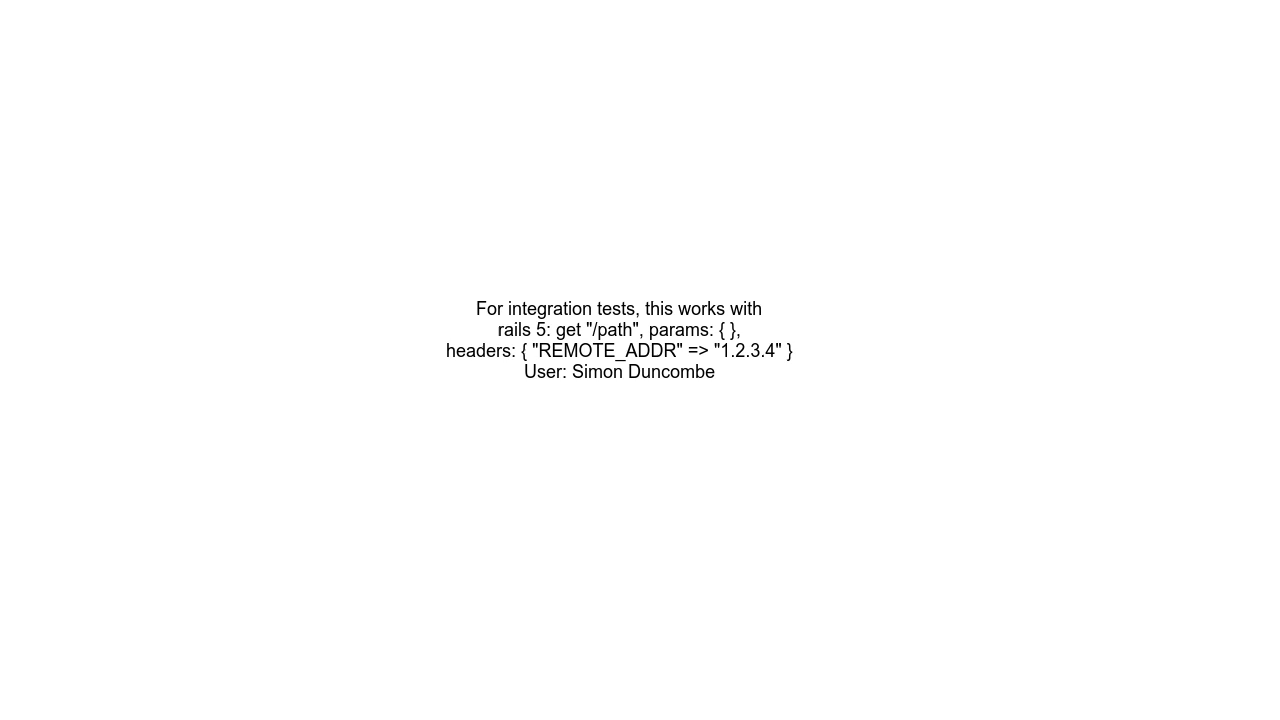 For integration tests, this works with
rails 5: get "/path", params: { },
headers: { "REMOTE_ADDR" => "1.2.3.4" }
User: Simon Duncombe